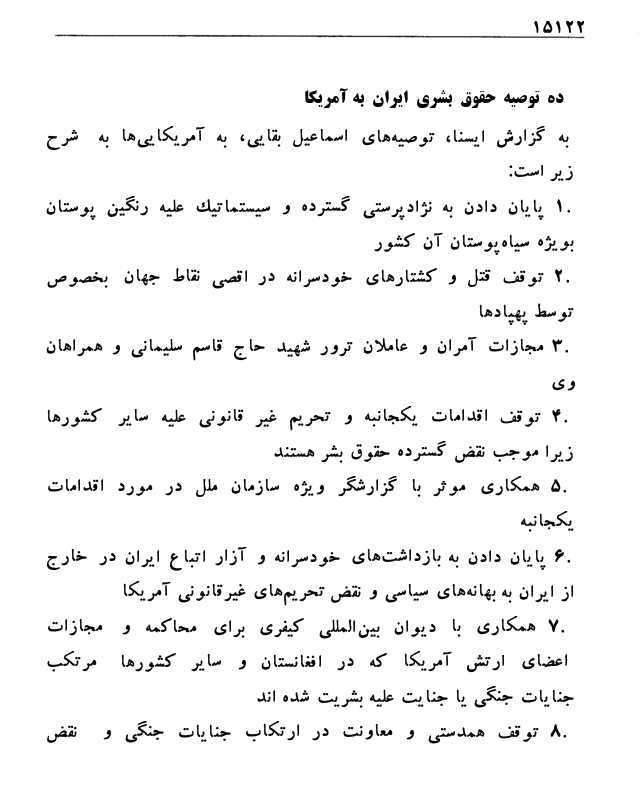 ۱۵۱۲۲
ده توصیه حقوق بشری ایران به آمریکا
به گزارش ایسنا، توصیه‌های اسماعیل بقایی، به آمریکایی‌ها به شرح
زیر است:
۱. پایان دادن به نژادپرستی گسترده و سیستماتیك علیه رنگین پوستان
بویژه سیاه‌پوستان آن کشور
۲. توقف قتل و کشتارهای خودسرانه در اقصی نقاط جهان بخصوص
توسط پهپادها
۳. مجازات آمران و عاملان ترور شهید حاج قاسم سلیمانی و همراهان
وی
۴. توقف اقدامات یکجانبه و تحریم غیر قانونی علیه سایر کشورها
زیرا موجب نقض گسترده حقوق بشر هستند
۵. همکاری موثر با گزارشگر ویژه سازمان ملل در مورد اقدامات
یکجانبه
۶. پایان دادن به بازداشت‌های خودسرانه و آزار اتباع ایران در خارج
از ایران به بهانه‌های سیاسی و نقض تحریم‌های غیرقانونی آمریکا
۷. همکاری با دیوان بین‌المللی کیفری برای محاکمه و مجازات
اعضای ارتش آمریکا که در افغانستان و سایر کشورها مرتکب
جنایات جنگی یا جنایت علیه بشریت شده اند
۸. توقف همدستی و معاونت در ارتکاب جنایات جنگی و نقض